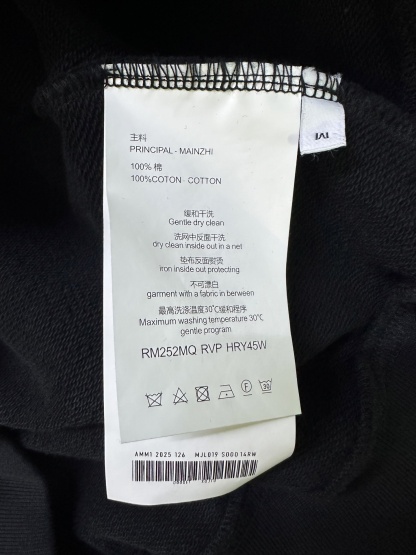 主料
PRINCIPAL - MAINZHI
100% 棉
100%COTON COTTON
缓和干洗
Gentle dry clean
洗网中反面干洗
dry clean inside out in a net
垫布反面熨烫
iron inside out protecting
不可漂白
garment with a fabric in berween
最高洗涤温度30℃缓和程序
Maximum washing temperature 30℃
gentle program
RM252MQ RVP HRY45W
F
30
AMM1 2025 126 MJL019 S000 14RM
M